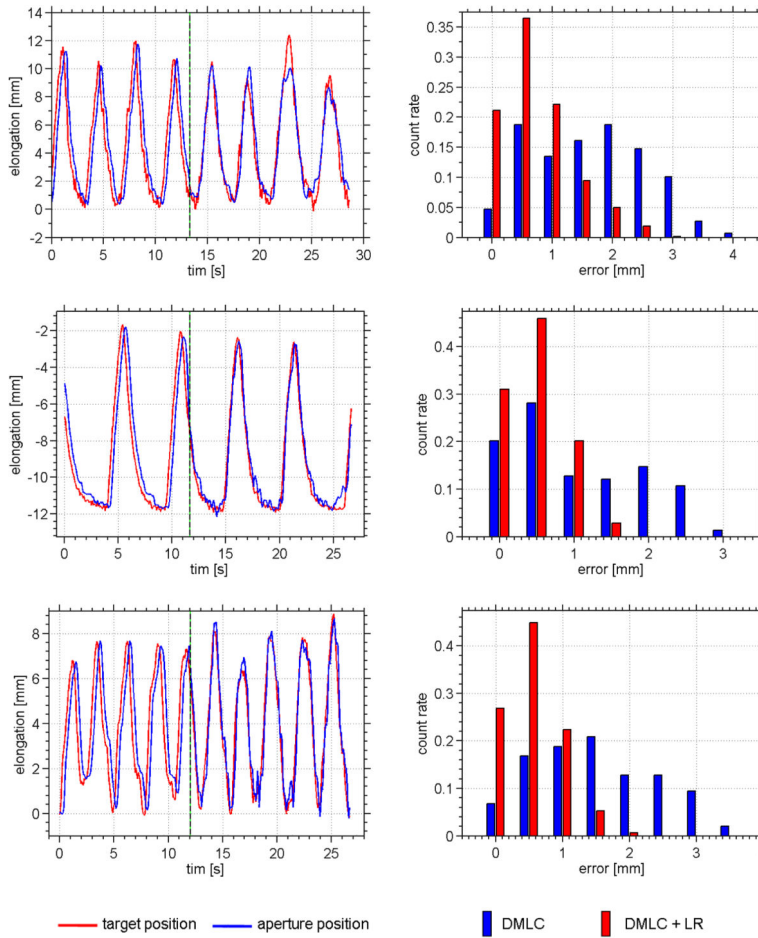 14
12
10
8
6
4
2
0
-2
elongation [mm]
0 5 10 15 20 25 30
tim [s]
0.35
0.3
0.25
0.2
0.15
0.1
0.05
0
count rate
0 1 2 3 4
error [mm]
-2
-4
-6
-8
-10
-12
elongation [mm]
0 5 10 15 20 25
tim [s]
0.4
0.3
0.2
0.1
0
count rate
0 1 2 3
error [mm]
8
6
4
2
0
elongation [mm]
0 5 10 15 20 25
tim [s]
0.4
0.3
0.2
0.1
0
count rate
0 1 2 3
error [mm]
target position aperture position DMLC DMLC + LR